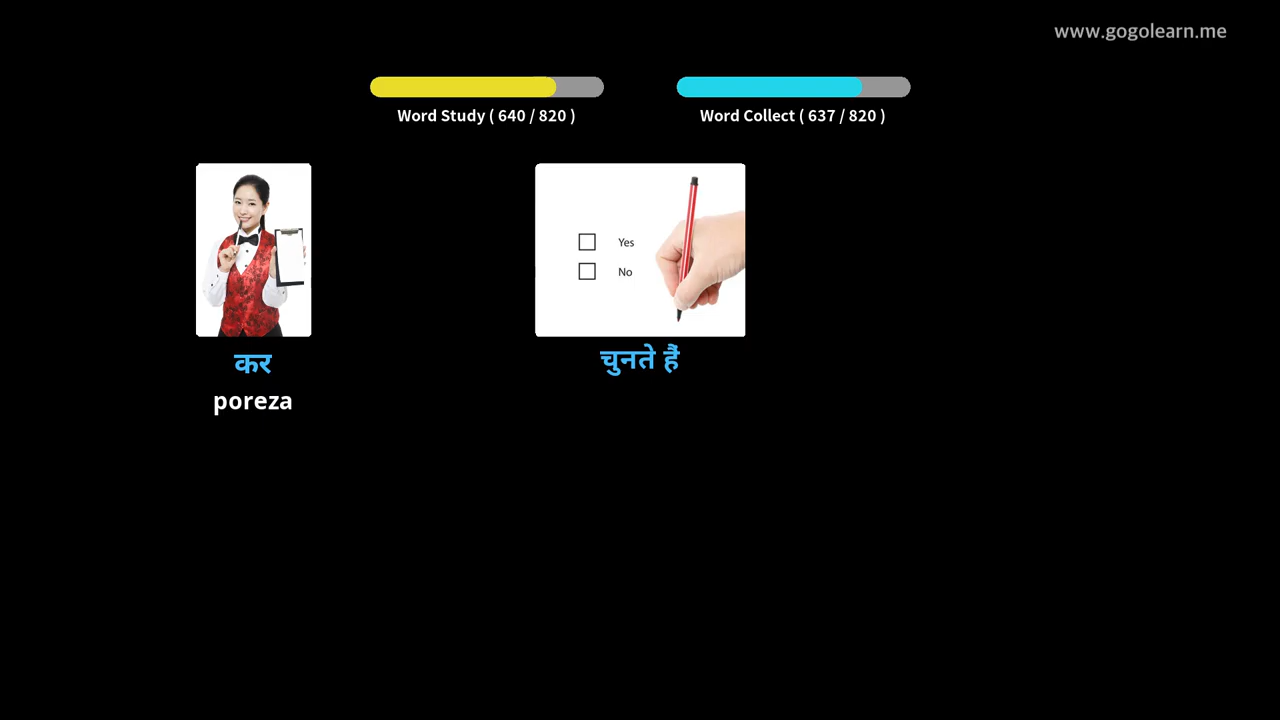 www.gogolearn.me
Word Study ( 640 / 820 )
Word Collect ( 637 / 820 )
Yes
No
कर
चुनते हैं
poreza